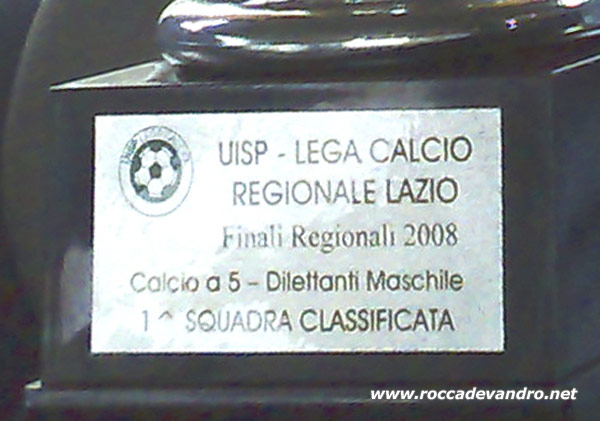 UISP - LEGA CALCIO
REGIONALE LAZIO
Finali Regionali 2008
Calcio a 5 - Dilettanti Maschile
1^ SQUADRA CLASSIFICATA
www.roccadevandro.net